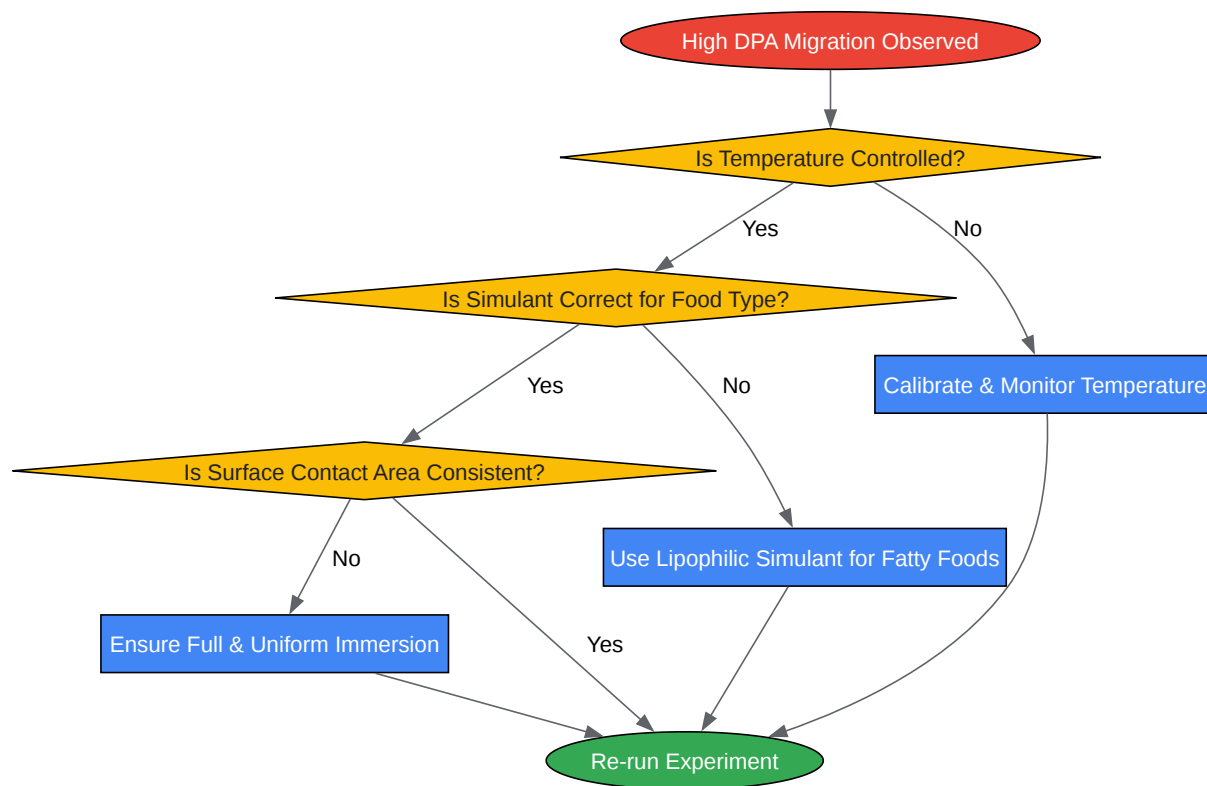 High DPA Migration Observed
Is Temperature Controlled?
Yes
No
Is Simulant Correct for Food Type?
Calibrate & Monitor Temperature
Yes
No
Is Surface Contact Area Consistent?
Use Lipophilic Simulant for Fatty Foods
No
Ensure Full & Uniform Immersion
Yes
Re-run Experiment